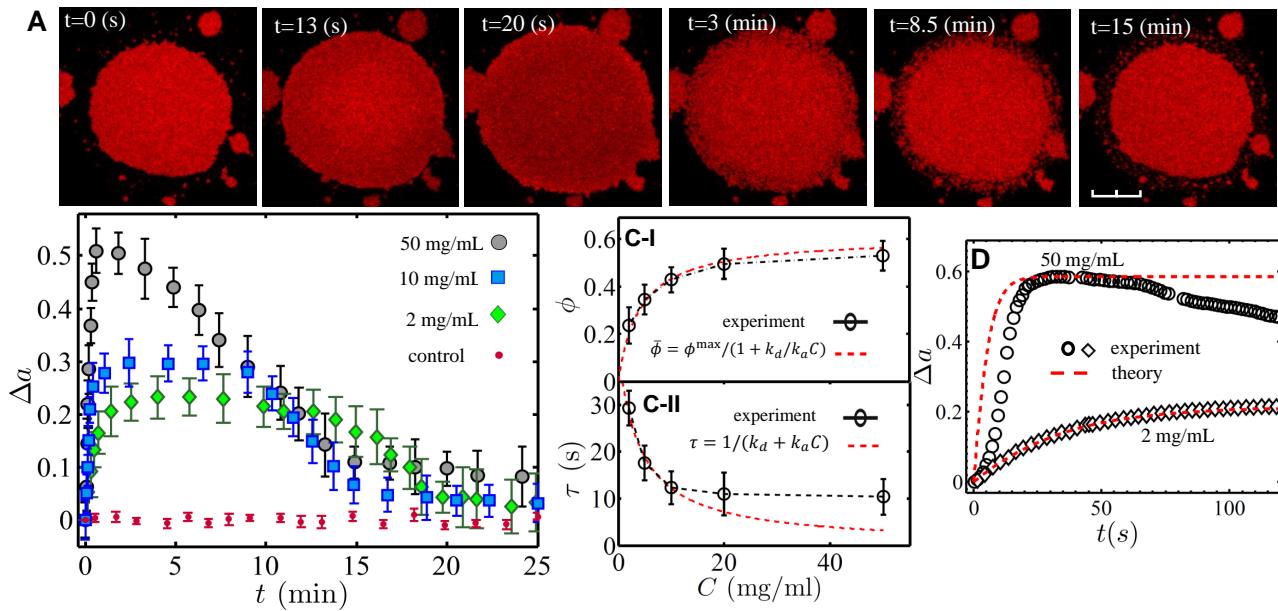 A
t=0 (s)
t=13 (s)
t=20 (s)
t=3 (min)
t=8.5 (min)
t=15 (min)
0.5
0.4
0.3
0.2
0.1
0
Δa
50 mg/mL
10 mg/mL
2 mg/mL
control
0
5
10
15
20
25
t (min)
C-I
0.6
0.4
0.2
0
ϕ
experiment
ϕ̄ = ϕ^max/(1 + k_d/k_aC)
C-II
30
20
10
0
τ (s)
experiment
τ = 1/(k_d + k_aC)
0
20
40
C (mg/ml)
D
0.6
0.4
0.2
0.0
Δa
50 mg/mL
experiment
theory
2 mg/mL
0
50
100
t(s)